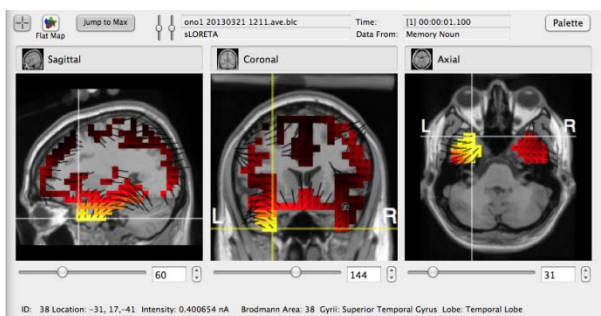 Flat Map
Jump to Max
ono1 20130321 1211.ave.blc
sLORETA
Time:
Data From:
[1] 00:00:01.100
Memory Noun
Palette
Sagittal
Coronal
Axial
L R
L R
60
144
31
ID: 38 Location: -31, 17,-41 Intensity: 0.400654 nA Brodmann Area: 38 Gyrii: Superior Temporal Gyrus Lobe: Temporal Lobe